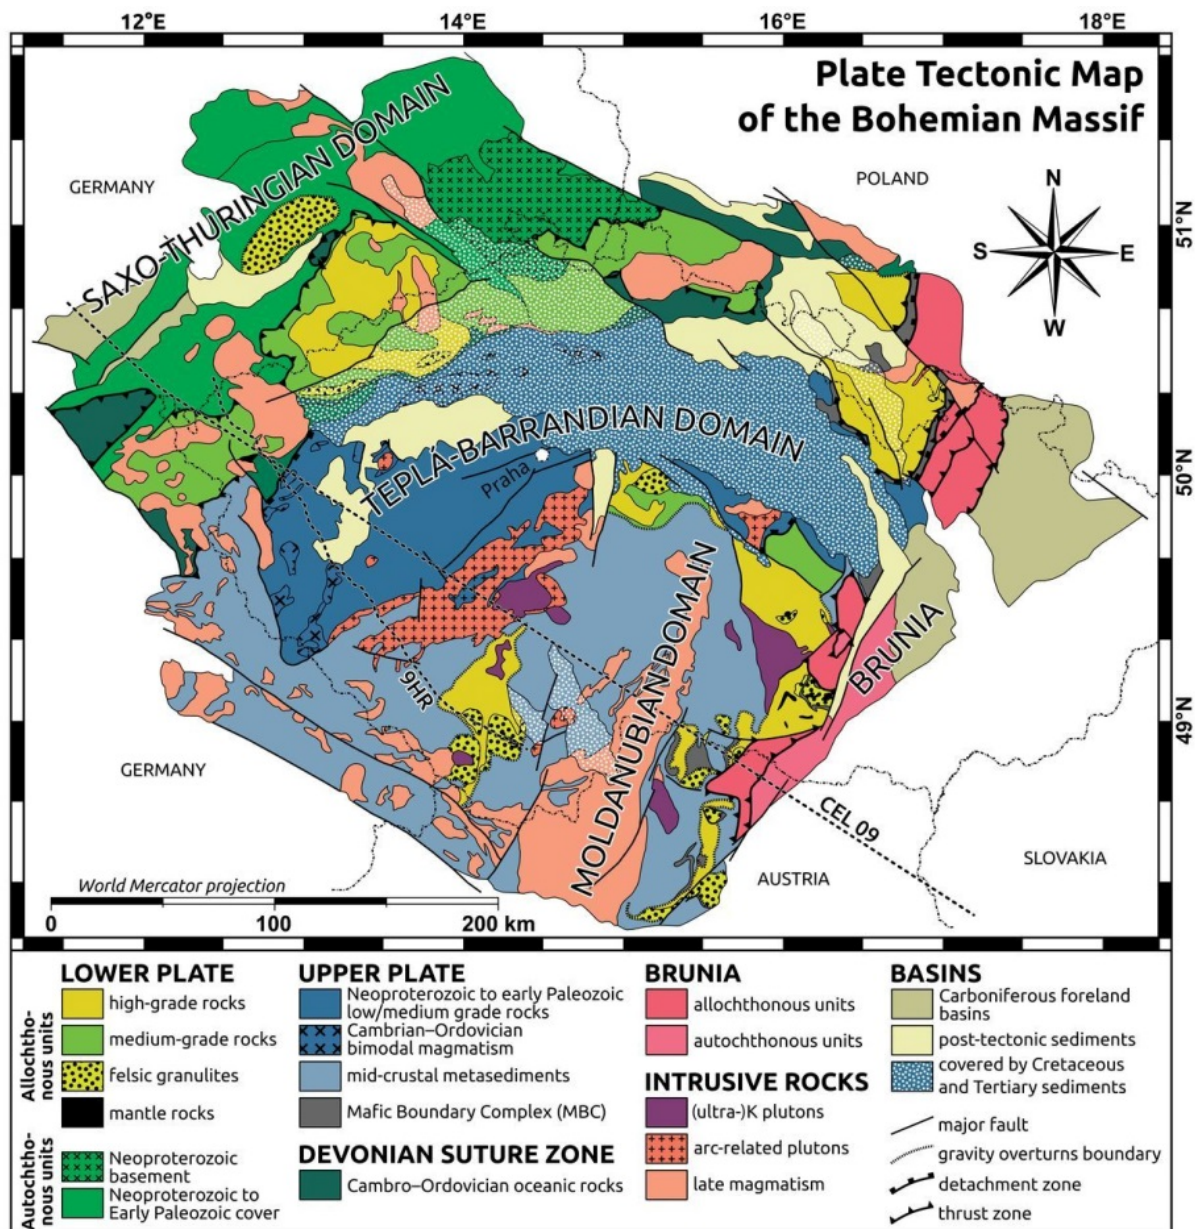 12°E 14°E 16°E 18°E
Plate Tectonic Map
of the Bohemian Massif
GERMANY
POLAND
N
S E
W
51°N
50°N
49°N
SAXO-THURINGIAN DOMAIN
TEPLA-BARRANDIAN DOMAIN
Praha
MOLDANUBIAN DOMAIN
BRUNIA
9HR
GERMANY
CEL 09
SLOVAKIA
AUSTRIA
World Mercator projection
0 100 200 km
LOWER PLATE
Allochtho-
nous units
high-grade rocks
medium-grade rocks
felsic granulites
mantle rocks
Autochtho-
nous units
Neoproterozoic
basement
Neoproterozoic to
Early Paleozoic cover
UPPER PLATE
Neoproterozoic to early Paleozoic
low/medium grade rocks
Cambrian–Ordovician
bimodal magmatism
mid-crustal metasediments
Mafic Boundary Complex (MBC)
DEVONIAN SUTURE ZONE
Cambro–Ordovician oceanic rocks
BRUNIA
allochthonous units
autochthonous units
INTRUSIVE ROCKS
(ultra-)K plutons
arc-related plutons
late magmatism
BASINS
Carboniferous foreland
basins
post-tectonic sediments
covered by Cretaceous
and Tertiary sediments
major fault
gravity overturns boundary
detachment zone
thrust zone